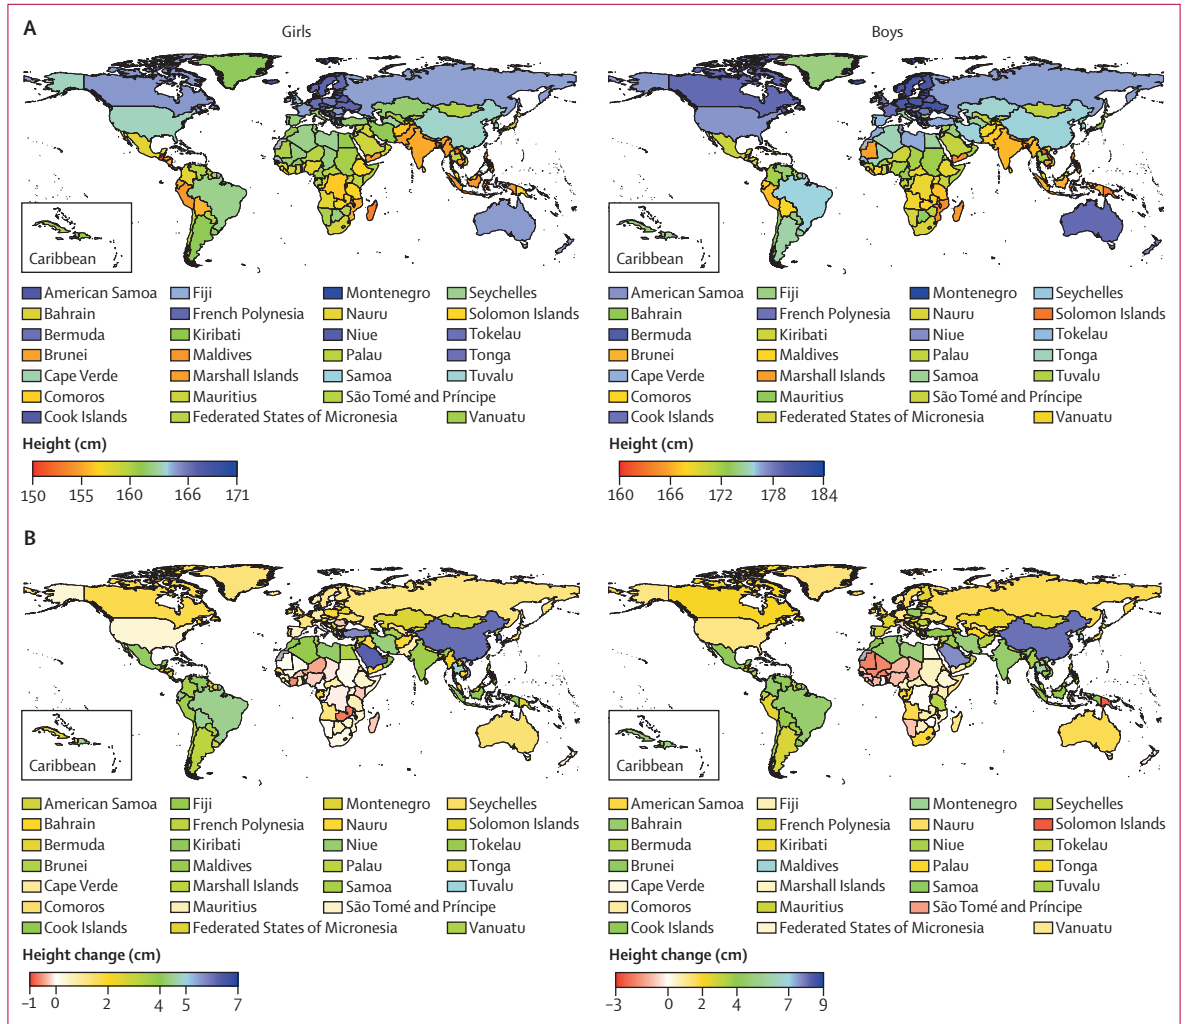 A
Girls
Boys
Caribbean
Caribbean
American Samoa Fiji Montenegro Seychelles
Bahrain French Polynesia Nauru Solomon Islands
Bermuda Kiribati Niue Tokelau
Brunei Maldives Palau Tonga
Cape Verde Marshall Islands Samoa Tuvalu
Comoros Mauritius São Tomé and Príncipe
Cook Islands Federated States of Micronesia Vanuatu
Height (cm)
150 155 160 166 171
American Samoa Fiji Montenegro Seychelles
Bahrain French Polynesia Nauru Solomon Islands
Bermuda Kiribati Niue Tokelau
Brunei Maldives Palau Tonga
Cape Verde Marshall Islands Samoa Tuvalu
Comoros Mauritius São Tomé and Príncipe
Cook Islands Federated States of Micronesia Vanuatu
Height (cm)
160 166 172 178 184
B
Caribbean
Caribbean
American Samoa Fiji Montenegro Seychelles
Bahrain French Polynesia Nauru Solomon Islands
Bermuda Kiribati Niue Tokelau
Brunei Maldives Palau Tonga
Cape Verde Marshall Islands Samoa Tuvalu
Comoros Mauritius São Tomé and Príncipe
Cook Islands Federated States of Micronesia Vanuatu
Height change (cm)
–1 0 2 4 5 7
American Samoa Fiji Montenegro Seychelles
Bahrain French Polynesia Nauru Solomon Islands
Bermuda Kiribati Niue Tokelau
Brunei Maldives Palau Tonga
Cape Verde Marshall Islands Samoa Tuvalu
Comoros Mauritius São Tomé and Príncipe
Cook Islands Federated States of Micronesia Vanuatu
Height change (cm)
–3 0 2 4 7 9